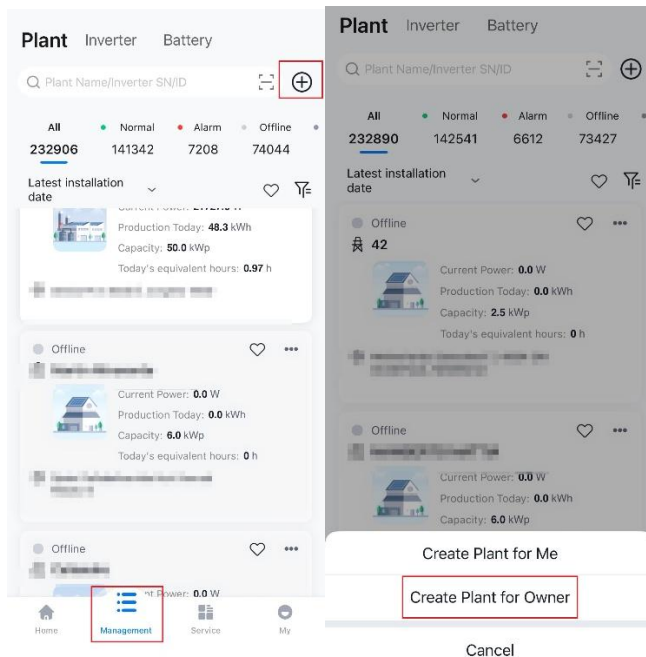 Plant Inverter Battery
Plant Name/Inverter SN/ID
All Normal Alarm Offline
232906 141342 7208 74044
Latest installation
date
Production Today: 48.3 kWh
Capacity: 50.0 kWp
Today's equivalent hours: 0.97 h
Offline
Current Power: 0.0 W
Production Today: 0.0 kWh
Capacity: 6.0 kWp
Today's equivalent hours: 0 h
Offline
Power: 0.0 W
Home Management Service My
Plant Inverter Battery
Plant Name/Inverter SN/ID
All Normal Alarm Offline
232890 142541 6612 73427
Latest installation
date
Offline
42
Current Power: 0.0 W
Production Today: 0.0 kWh
Capacity: 2.5 kWp
Today's equivalent hours: 0 h
Offline
Current Power: 0.0 W
Production Today: 0.0 kWh
Capacity: 6.0 kWp
Create Plant for Me
Create Plant for Owner
Cancel